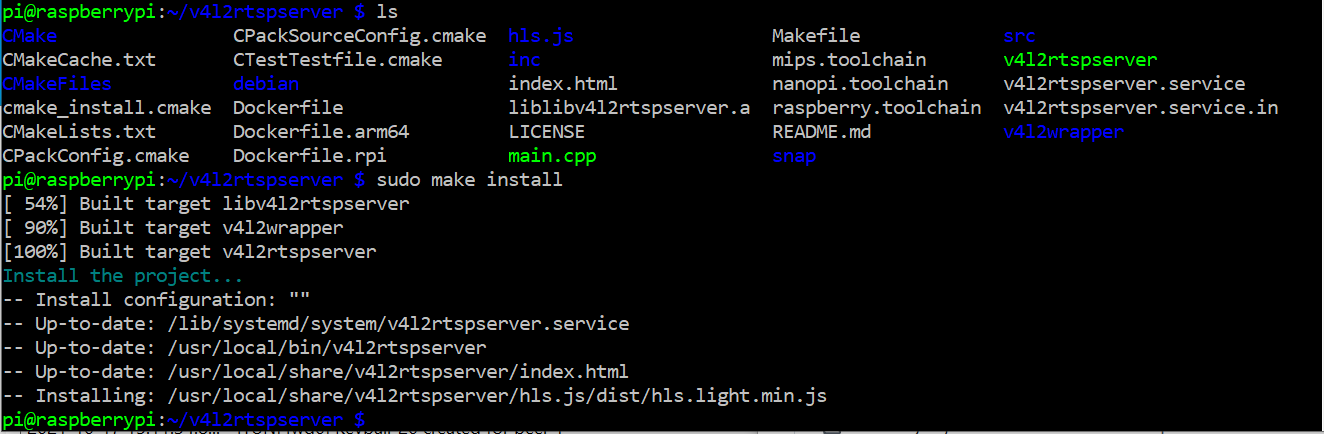 pi@raspberrypi:~/v4l2rtspserver $ ls
CMake CPackSourceConfig.cmake hls.js Makefile src
CMakeCache.txt CTestTestfile.cmake inc mips.toolchain v4l2rtspserver
CMakeFiles debian index.html nanopi.toolchain v4l2rtspserver.service
cmake_install.cmake Dockerfile liblibv4l2rtspserver.a raspberry.toolchain v4l2rtspserver.service.in
CMakeLists.txt Dockerfile.arm64 LICENSE README.md v4l2wrapper
CPackConfig.cmake Dockerfile.rpi main.cpp snap
pi@raspberrypi:~/v4l2rtspserver $ sudo make install
[ 54%] Built target libv4l2rtspserver
[ 90%] Built target v4l2wrapper
[100%] Built target v4l2rtspserver
Install the project...
-- Install configuration: ""
-- Up-to-date: /lib/systemd/system/v4l2rtspserver.service
-- Up-to-date: /usr/local/bin/v4l2rtspserver
-- Up-to-date: /usr/local/share/v4l2rtspserver/index.html
-- Installing: /usr/local/share/v4l2rtspserver/hls.js/dist/hls.light.min.js
pi@raspberrypi:~/v4l2rtspserver $